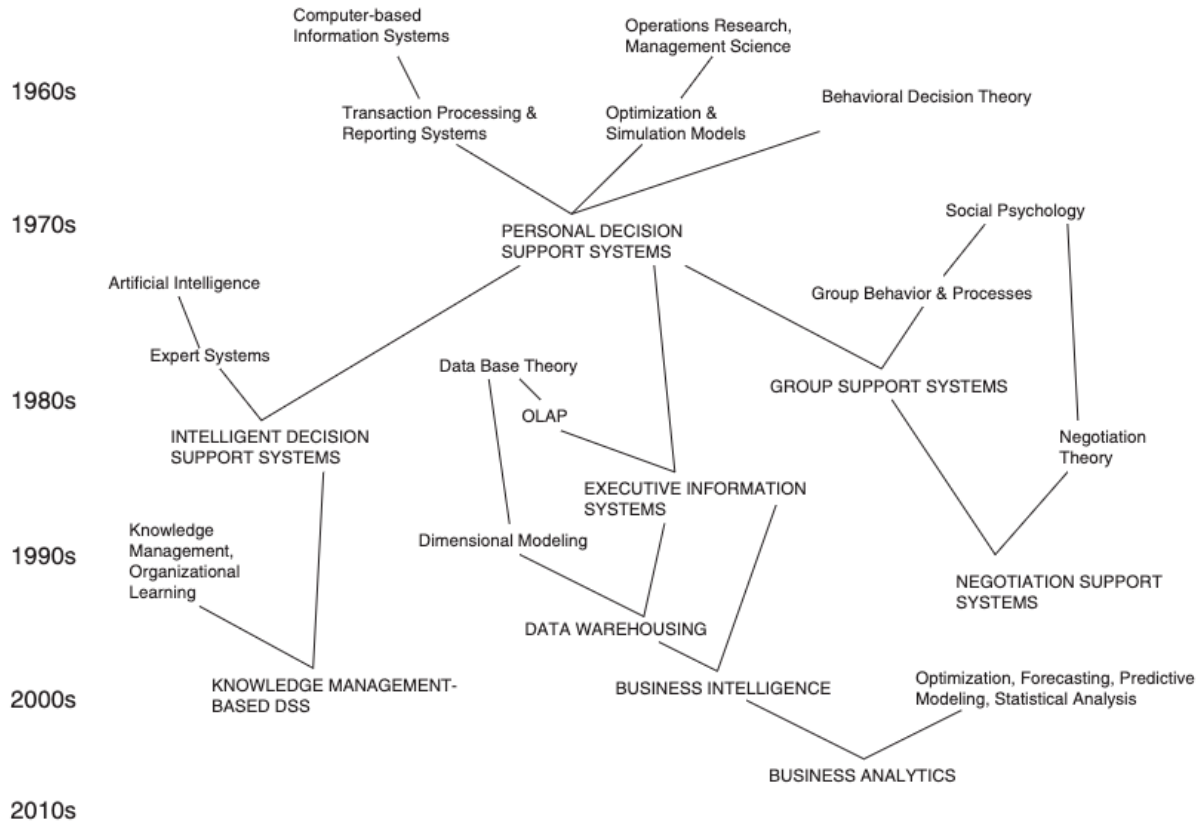 Computer-based
Information Systems
Operations Research,
Management Science
1960s
Behavioral Decision Theory
Transaction Processing &
Reporting Systems
Optimization &
Simulation Models
Social Psychology
1970s
PERSONAL DECISION
SUPPORT SYSTEMS
Artificial Intelligence
Group Behavior & Processes
Expert Systems
Data Base Theory
GROUP SUPPORT SYSTEMS
1980s
OLAP
INTELLIGENT DECISION
SUPPORT SYSTEMS
Negotiation
Theory
EXECUTIVE INFORMATION
SYSTEMS
Knowledge
Management,
Organizational
Learning
Dimensional Modeling
1990s
NEGOTIATION SUPPORT
SYSTEMS
DATA WAREHOUSING
KNOWLEDGE MANAGEMENT-
BASED DSS
BUSINESS INTELLIGENCE
Optimization, Forecasting, Predictive
Modeling, Statistical Analysis
2000s
BUSINESS ANALYTICS
2010s